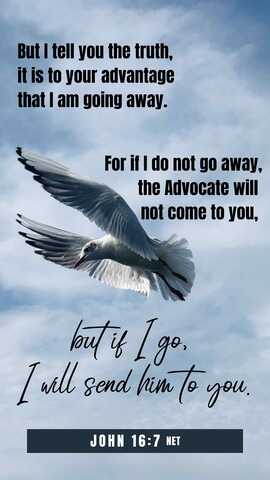 But I tell you the truth,
it is to your advantage
that I am going away.
For if I do not go away,
the Advocate will
not come to you,
but if I go,
I will send him to you.
JOHN 16:7 NET